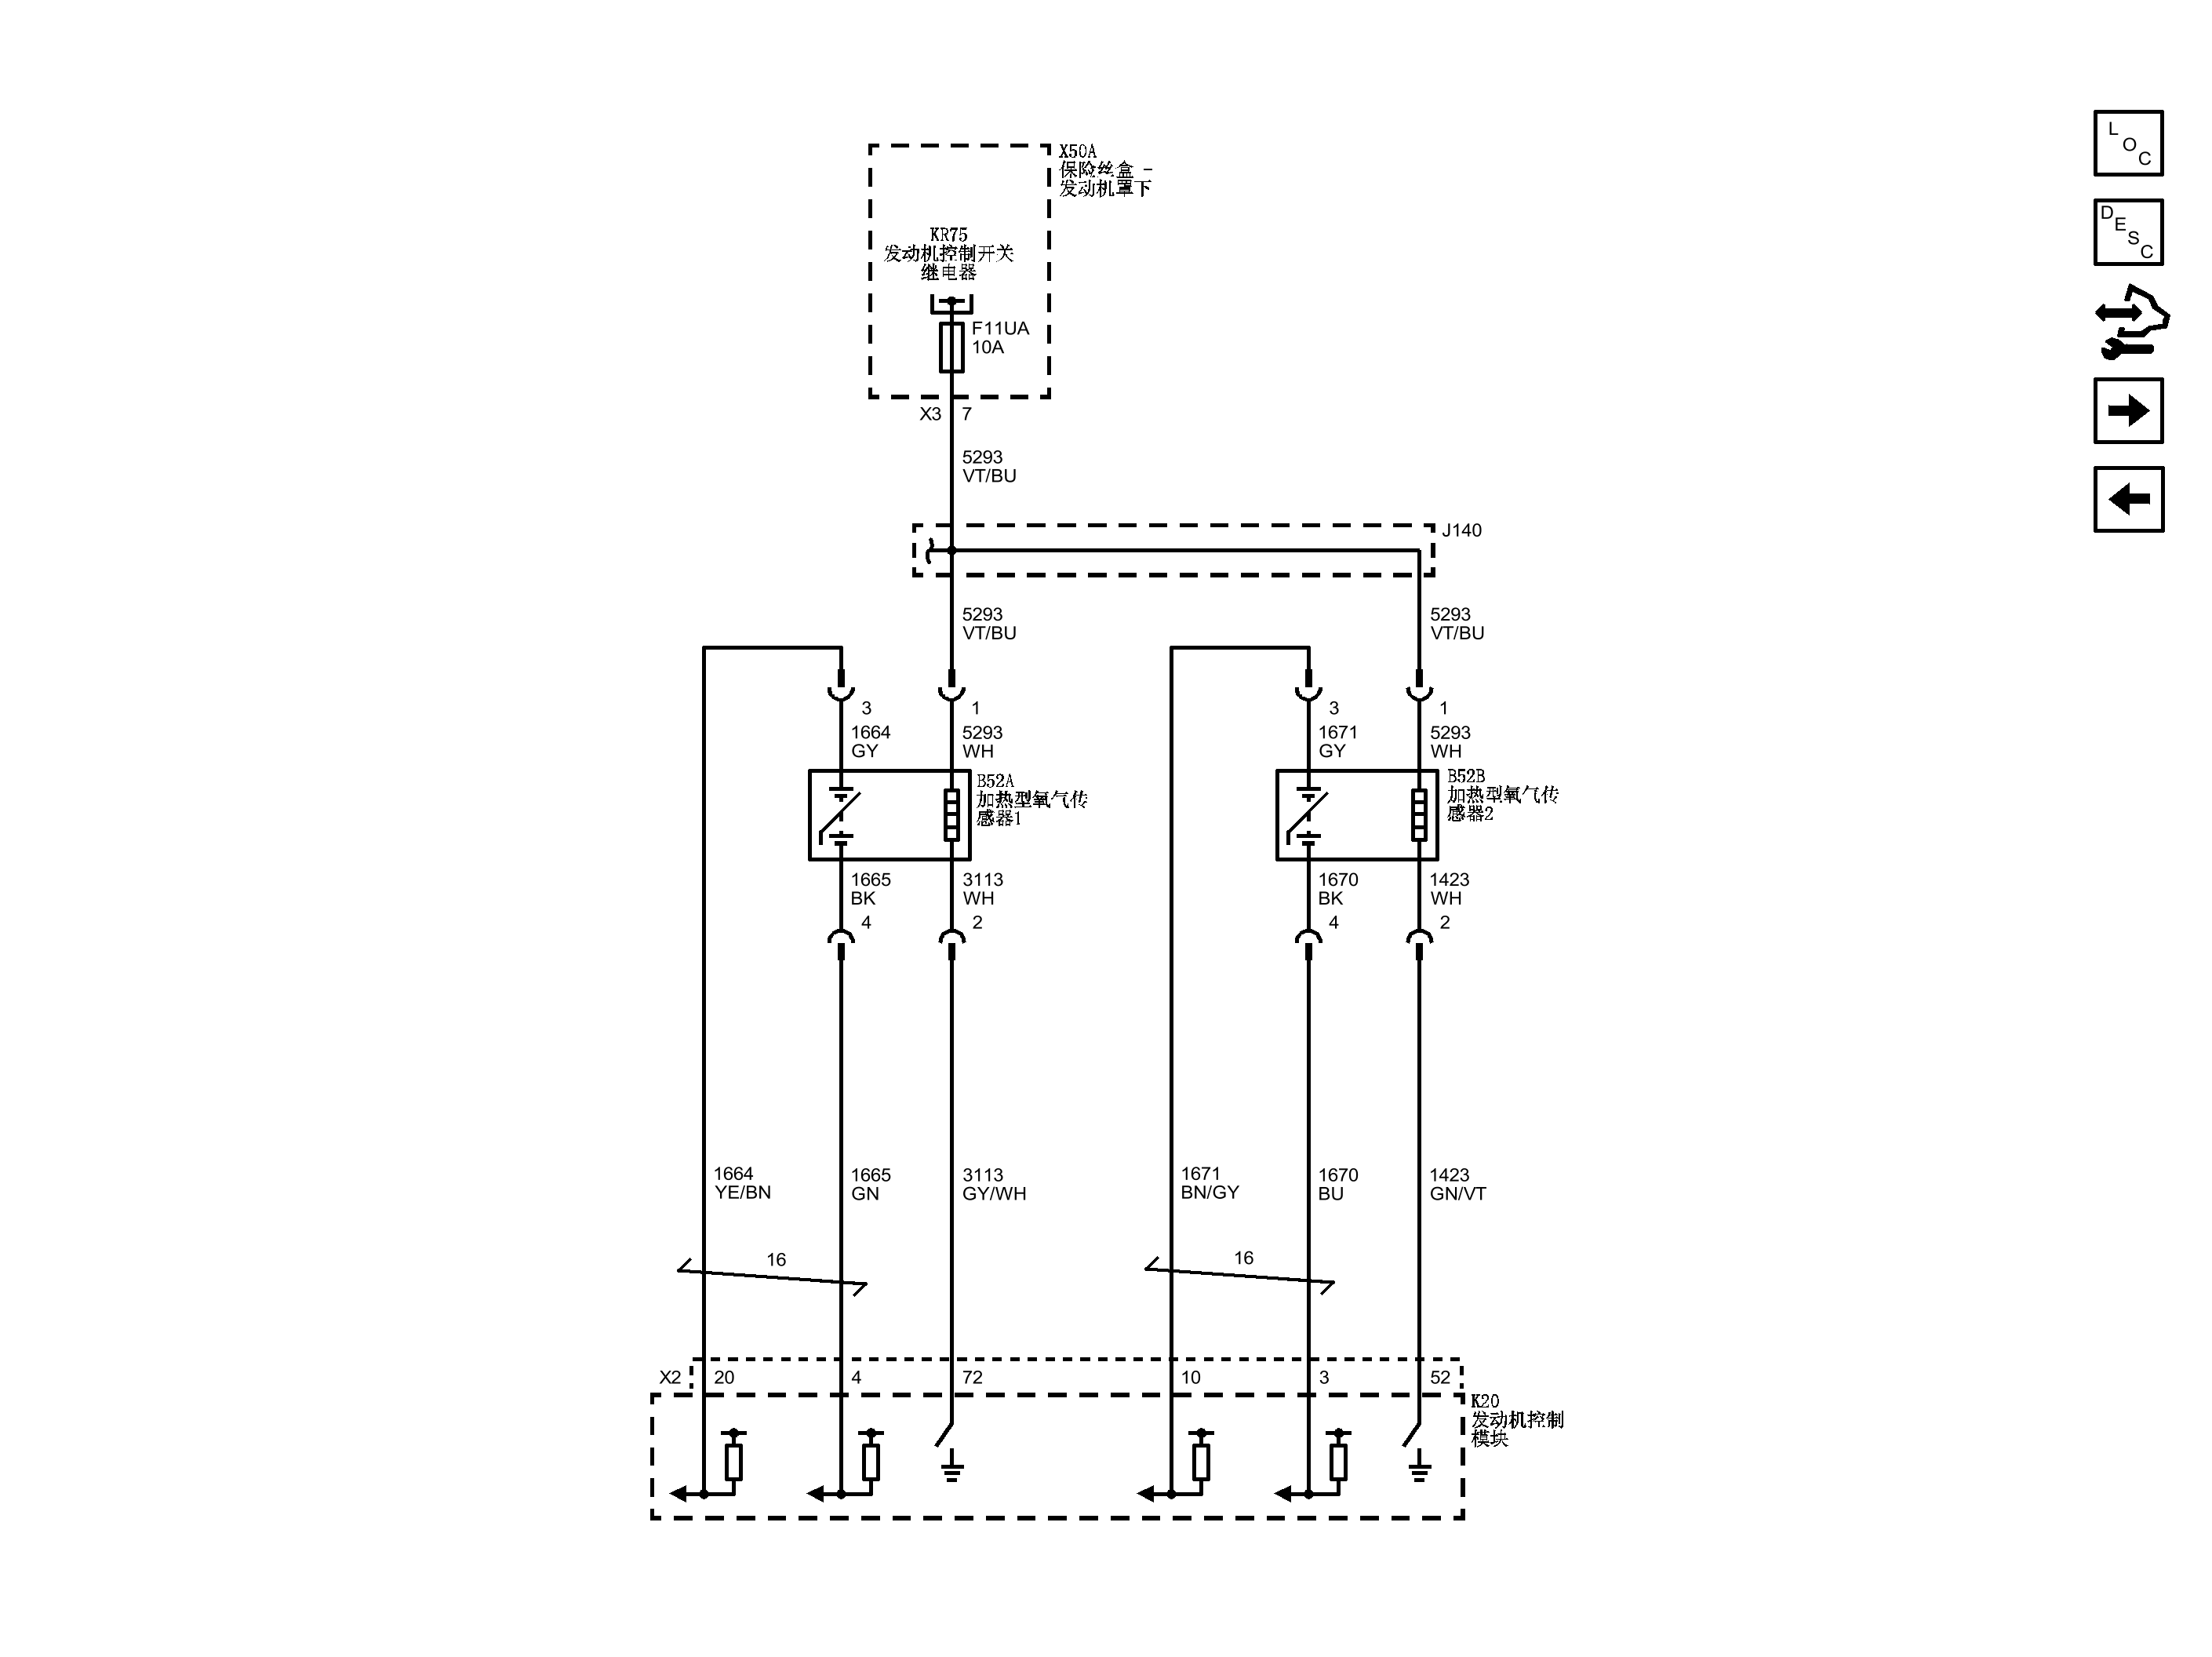 L
O
C
D
E
S
C
X50A
保险丝盒 -
发动机罩下
KR75
发动机控制开关
继电器
F11UA
10A
X3
7
5293
VT/BU
J140
5293
VT/BU
5293
VT/BU
3
1
3
1
1664
GY
5293
WH
1671
GY
5293
WH
B52A
加热型氧气传
感器1
B52B
加热型氧气传
感器2
1665
BK
3113
WH
1670
BK
1423
WH
4
2
4
2
1664
YE/BN
1665
GN
3113
GY/WH
1671
BN/GY
1670
BU
1423
GN/VT
16
16
X2
20
4
72
10
3
52
K20
发动机控制
模块